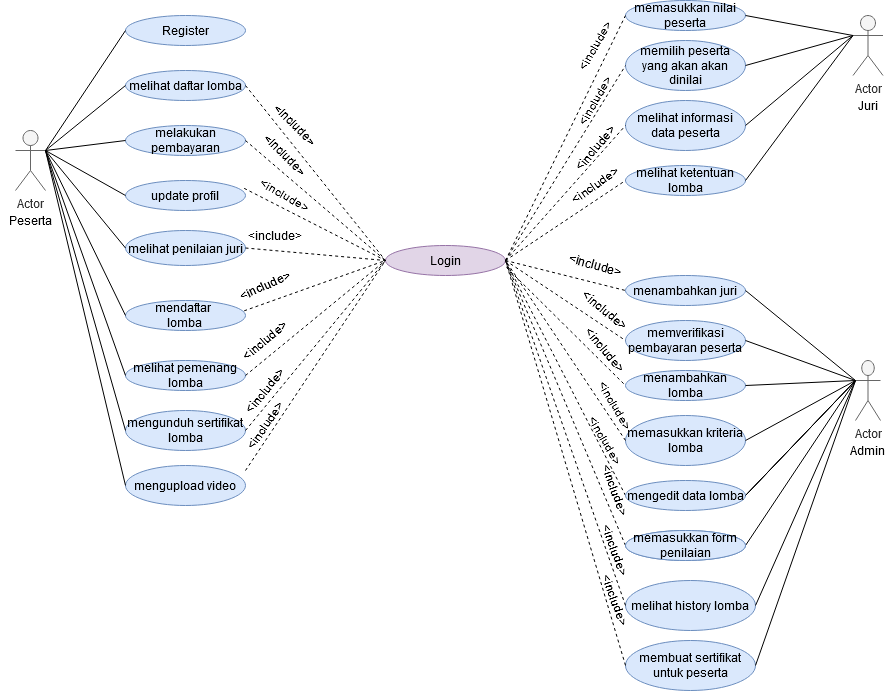 Register
melihat daftar lomba
melakukan
pembayaran
update profil
melihat penilaian juri
mendaftar
lomba
melihat pemenang
lomba
mengunduh sertifikat
lomba
mengupload video
Actor
Peserta
<include>
<include>
<include>
<include>
<include>
<include>
<include>
<include>
Login
<include>
<include>
<include>
<include>
<include>
<include>
<include>
<include>
<include>
<include>
<include>
<include>
memasukkan nilai
peserta
memilih peserta
yang akan akan
dinilai
melihat informasi
data peserta
melihat ketentuan
lomba
Actor
Juri
menambahkan juri
memverifikasi
pembayaran peserta
menambahkan
lomba
memasukkan kriteria
lomba
mengedit data lomba
memasukkan form
penilaian
melihat history lomba
membuat sertifikat
untuk peserta
Actor
Admin